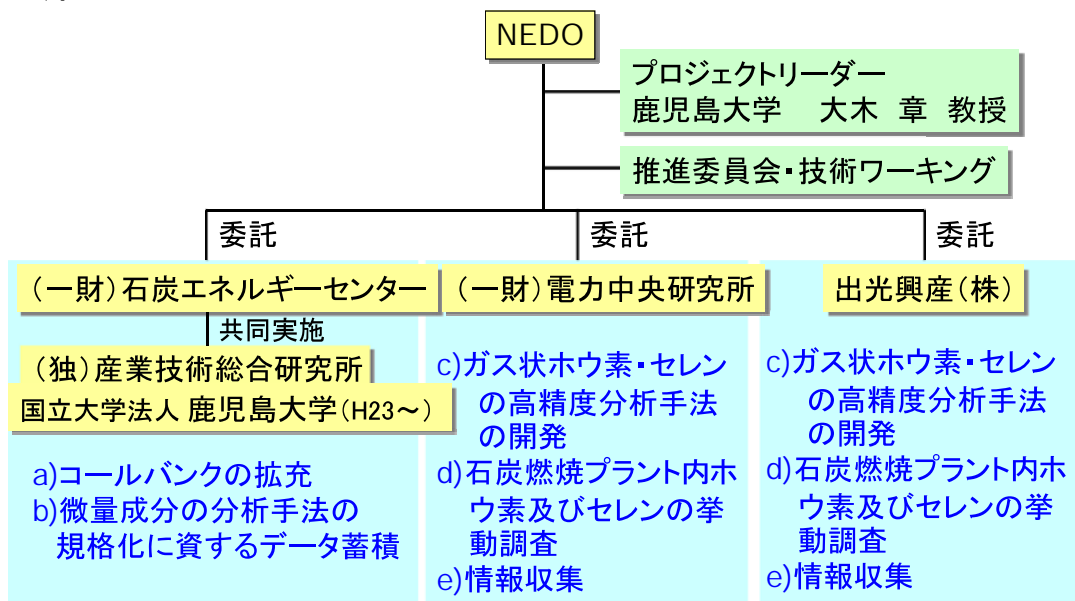 NEDO
プロジェクトリーダー
鹿児島大学 大木 章 教授
推進委員会・技術ワーキング
委託
委託
委託
(一財)石炭エネルギーセンター
共同実施
(独)産業技術総合研究所
国立大学法人 鹿児島大学(H23～)
a)コールバンクの拡充
b)微量成分の分析手法の
規格化に資するデータ蓄積
(一財)電力中央研究所
c)ガス状ホウ素・セレン
の高精度分析手法
の開発
d)石炭燃焼プラント内ホ
ウ素及びセレンの挙
動調査
e)情報収集
出光興産(株)
c)ガス状ホウ素・セレン
の高精度分析手法
の開発
d)石炭燃焼プラント内ホ
ウ素及びセレンの挙
動調査
e)情報収集